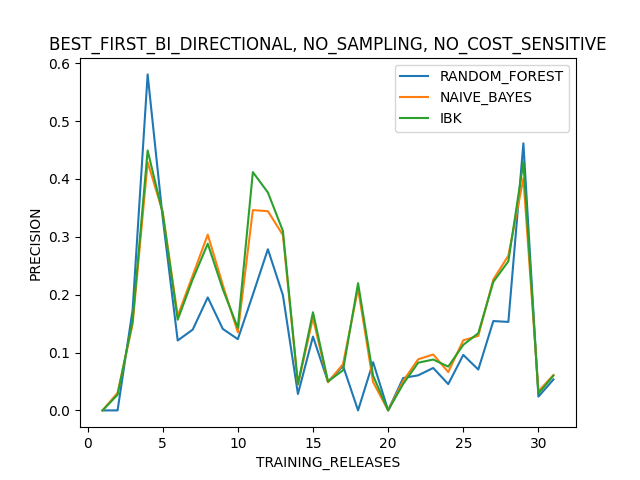 BEST_FIRST_BI_DIRECTIONAL, NO_SAMPLING, NO_COST_SENSITIVE
RANDOM_FOREST
NAIVE_BAYES
IBK
PRECISION
0.6
0.5
0.4
0.3
0.2
0.1
0.0
0 5 10 15 20 25 30
TRAINING_RELEASES